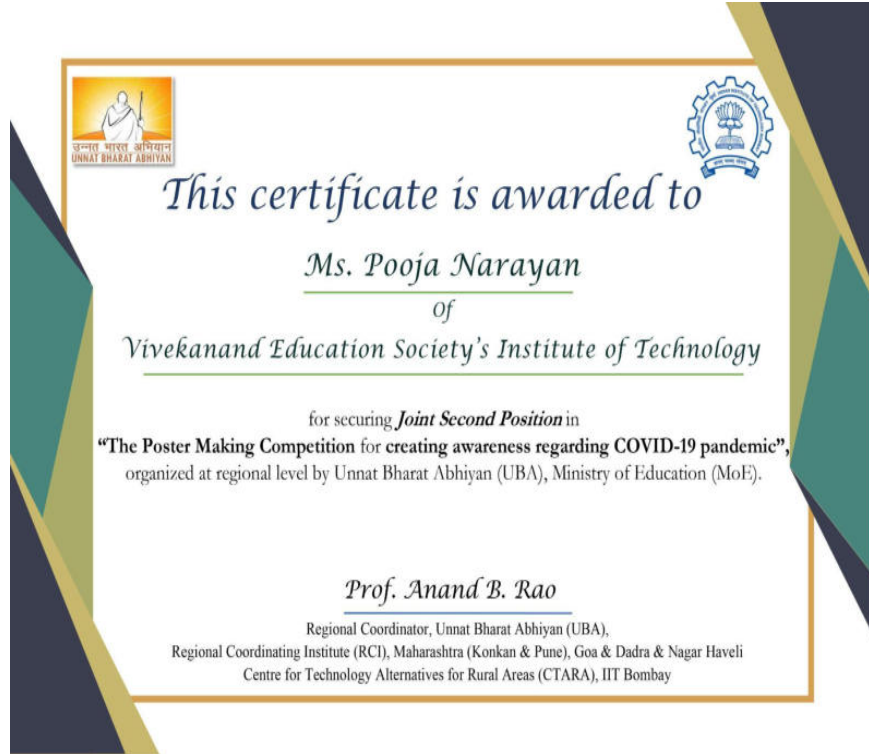 उन्नत भारत अभियान
UNNAT BHARAT ABHIYAN
This certificate is awarded to
Ms. Pooja Narayan
Of
Vivekanand Education Society's Institute of Technology
for securing Joint Second Position in
“The Poster Making Competition for creating awareness regarding COVID-19 pandemic”,
organized at regional level by Unnat Bharat Abhiyan (UBA), Ministry of Education (MoE).
Prof. Anand B. Rao
Regional Coordinator, Unnat Bharat Abhiyan (UBA),
Regional Coordinating Institute (RCI), Maharashtra (Konkan & Pune), Goa & Dadra & Nagar Haveli
Centre for Technology Alternatives for Rural Areas (CTARA), IIT Bombay